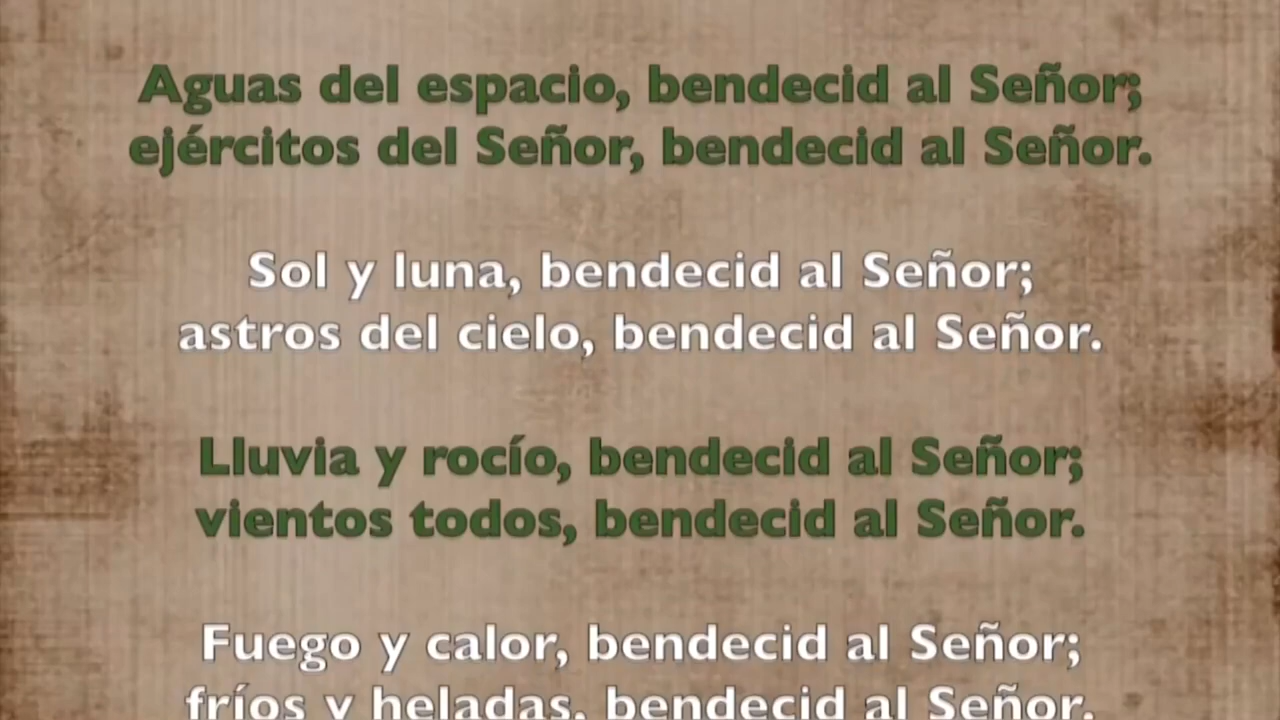 Aguas del espacio, bendecid al Señor;
ejércitos del Señor, bendecid al Señor.
Sol y luna, bendecid al Señor;
astros del cielo, bendecid al Señor.
Lluvia y rocío, bendecid al Señor;
vientos todos, bendecid al Señor.
Fuego y calor, bendecid al Señor;
fríos y heladas, bendecid al Señor.